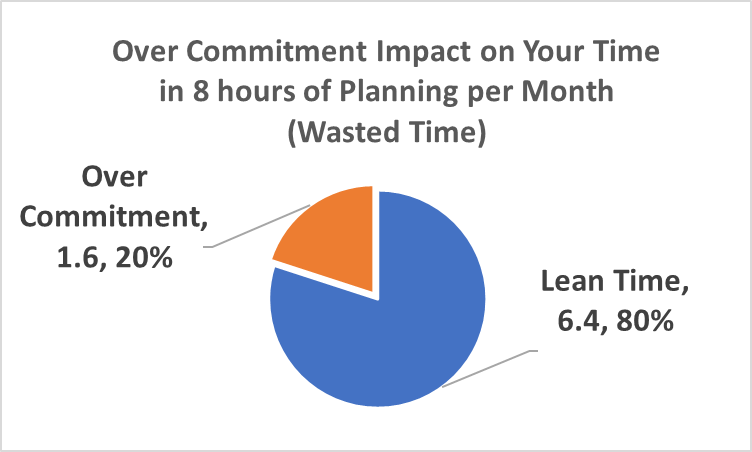 Over Commitment Impact on Your Time
in 8 hours of Planning per Month
(Wasted Time)
Over
Commitment,
1.6, 20%
Lean Time,
6.4, 80%